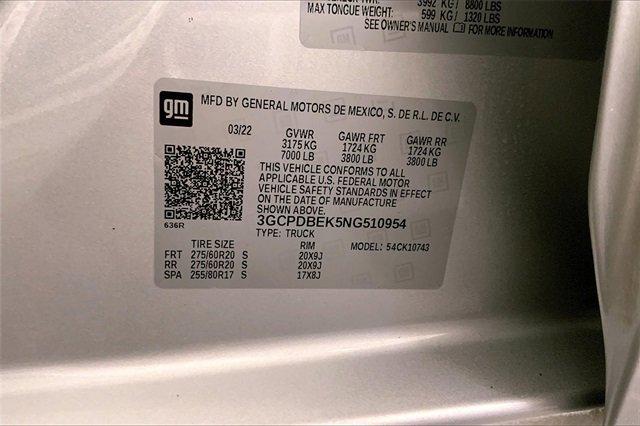 3992 KG/ 8800 LBS
MAX TONGUE WEIGHT: 599 KG/ 1320 LBS
SEE OWNER'S MANUAL FOR MORE INFORMATION
gm
MFD BY GENERAL MOTORS DE MEXICO, S. DE R.L. DE C.V.
03/22 GVWR GAWR FRT GAWR RR
3175 KG 1724 KG 1724 KG
7000 LB 3800 LB 3800 LB
THIS VEHICLE CONFORMS TO ALL
APPLICABLE U.S. FEDERAL MOTOR
VEHICLE SAFETY STANDARDS IN EFFECT
ON THE DATE OF MANUFACTURE
SHOWN ABOVE.
636R
3GCPDBEK5NG510954
TYPE: TRUCK MODEL: 54CK10743
TIRE SIZE RIM
FRT 275/60R20 S 20X9J
RR 275/60R20 S 20X9J
SPA 255/80R17 S 17X8J